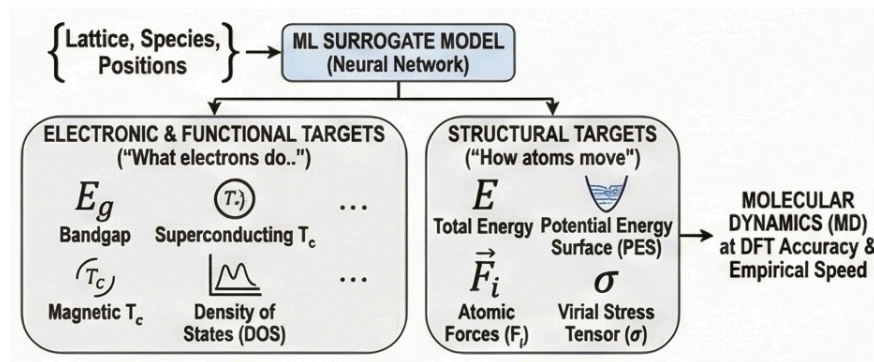 { Lattice, Species,
Positions }
ML SURROGATE MODEL
(Neural Network)
ELECTRONIC & FUNCTIONAL TARGETS
("What electrons do..")
E_g
Bandgap
Superconducting T_c
...
(T_C)
Magnetic T_c
Density of
States (DOS)
...
STRUCTURAL TARGETS
("How atoms move")
E
Total Energy
Potential Energy
Surface (PES)
F⃗_i
Atomic
Forces (F_i)
σ
Virial Stress
Tensor (σ)
MOLECULAR
DYNAMICS (MD)
at DFT Accuracy &
Empirical Speed